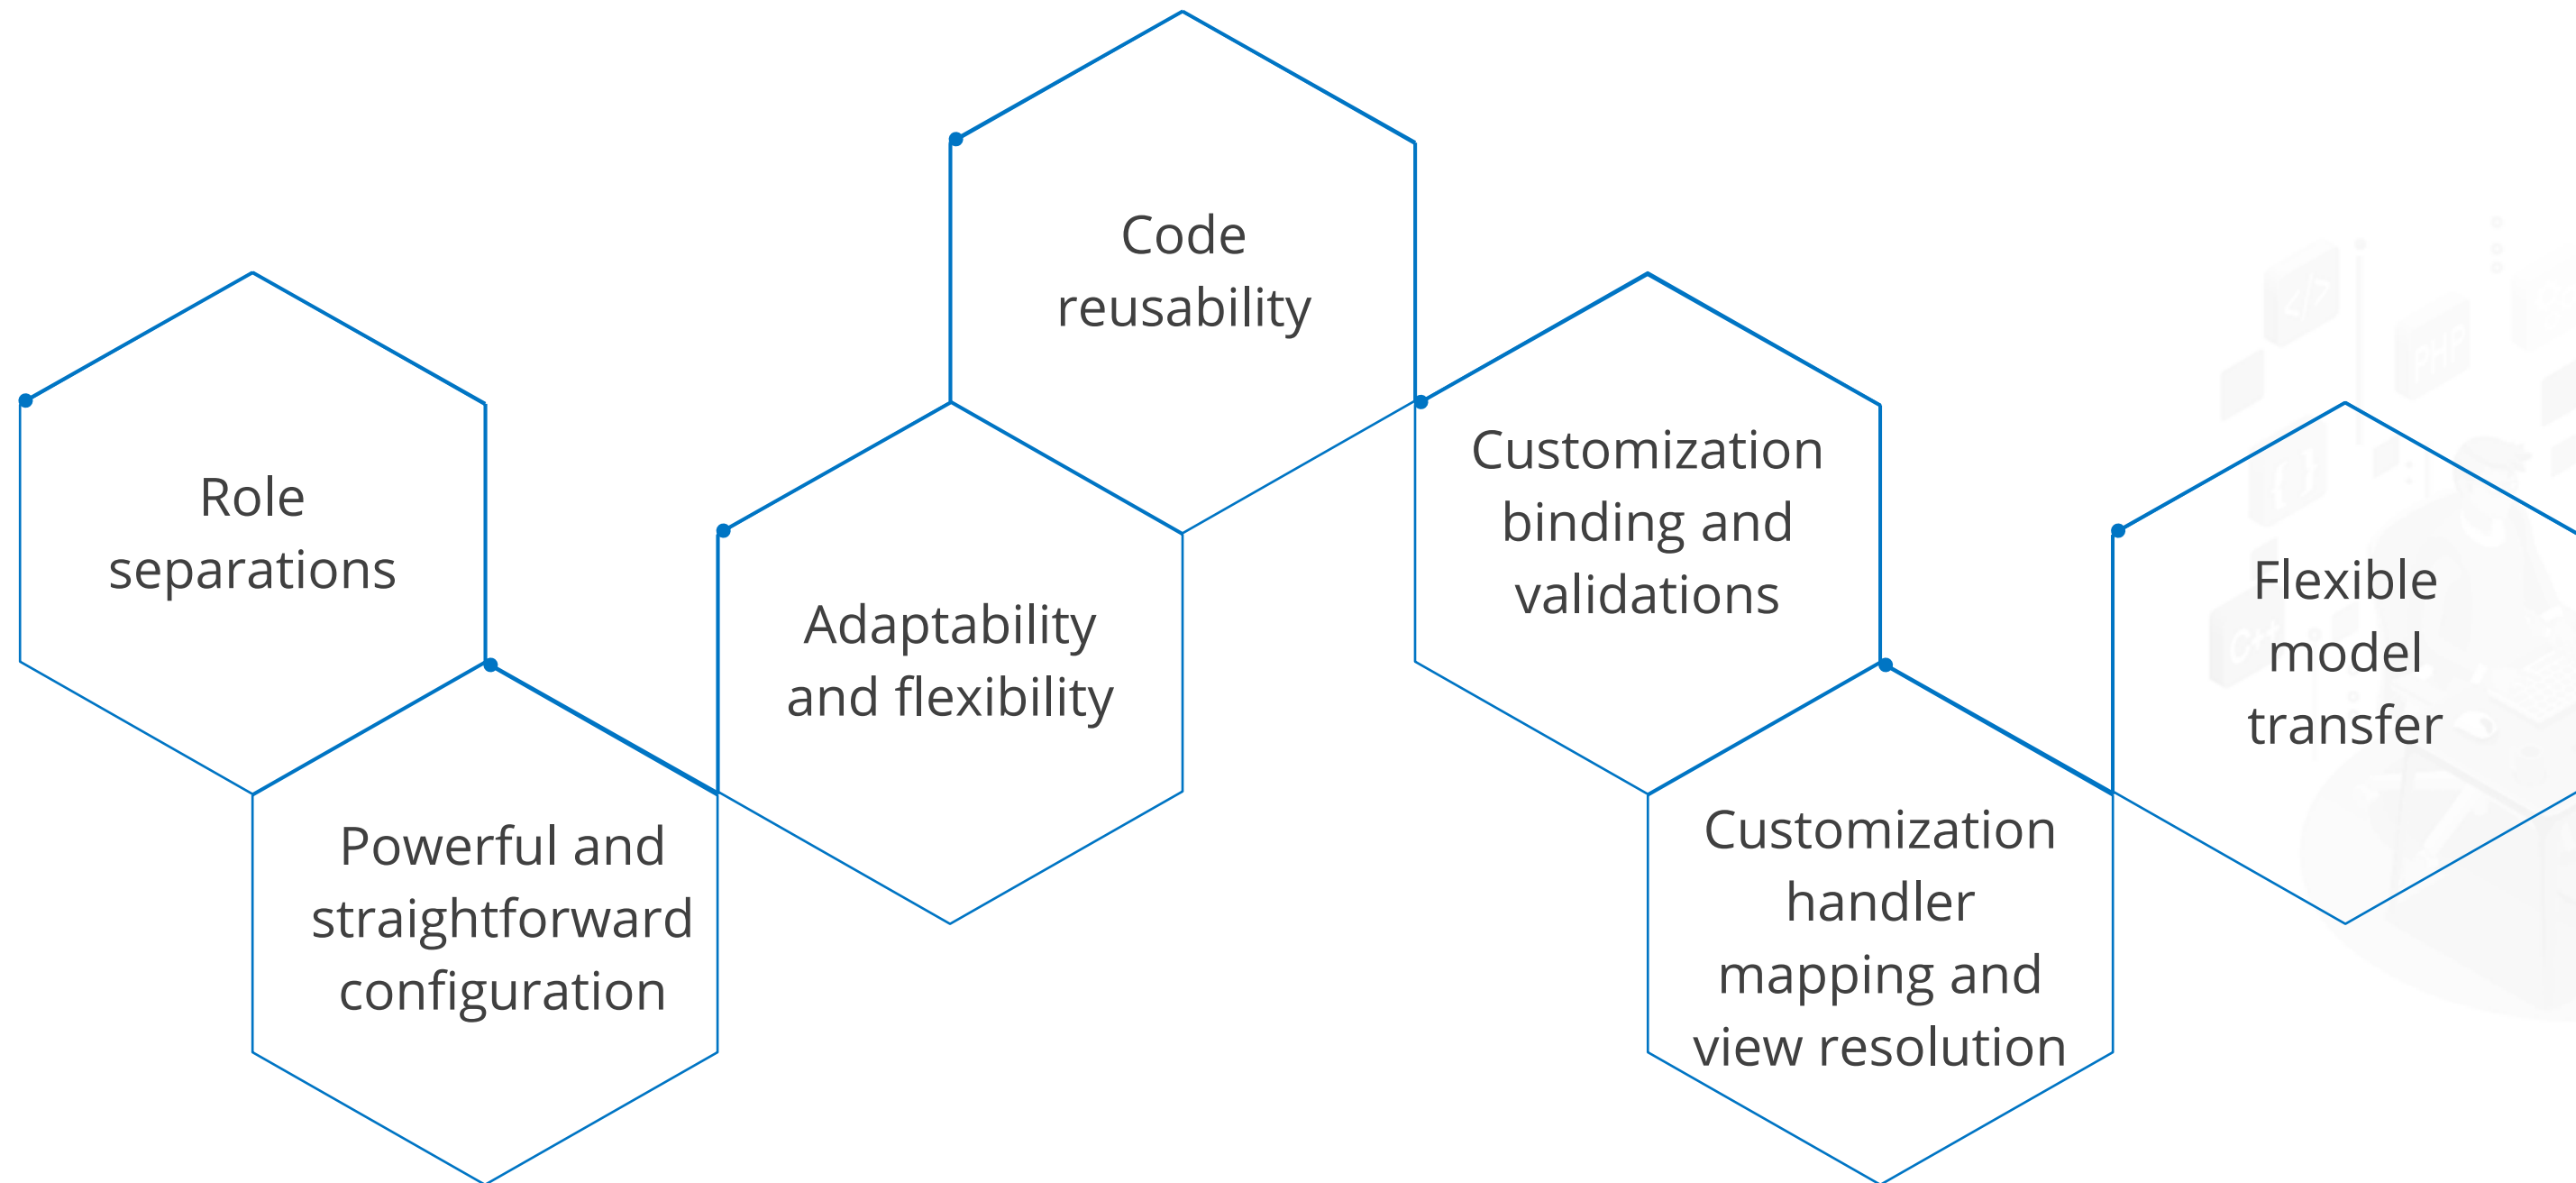 Role
separations
Powerful and
straightforward
configuration
Adaptability
and flexibility
Code
reusability
Customization
binding and
validations
Customization
handler
mapping and
view resolution
Flexible
model
transfer
</>
PHP
{ }
C++